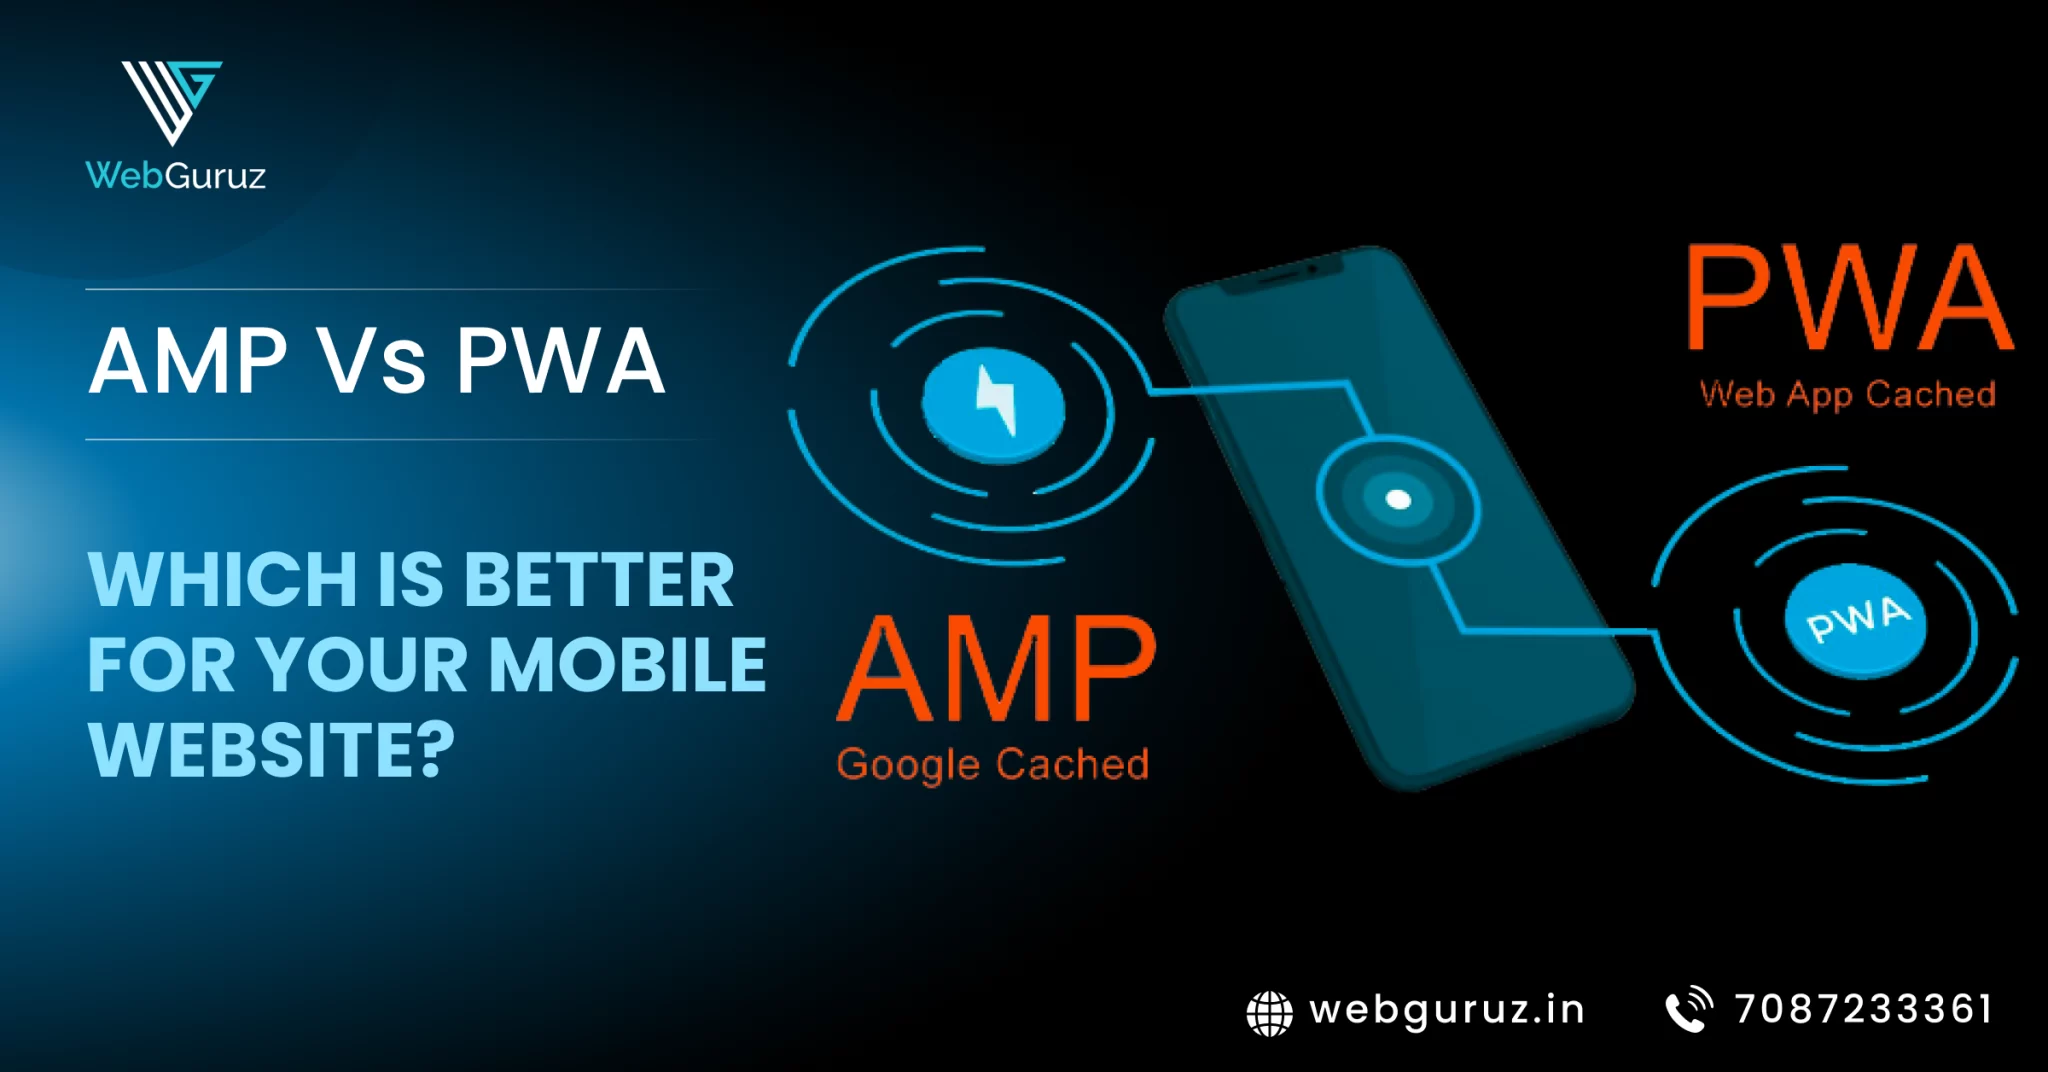 WG
WebGuruz
AMP Vs PWA
WHICH IS BETTER
FOR YOUR MOBILE
WEBSITE?
AMP
Google Cached
PWA
Web App Cached
PWA
webguruz.in
7087233361